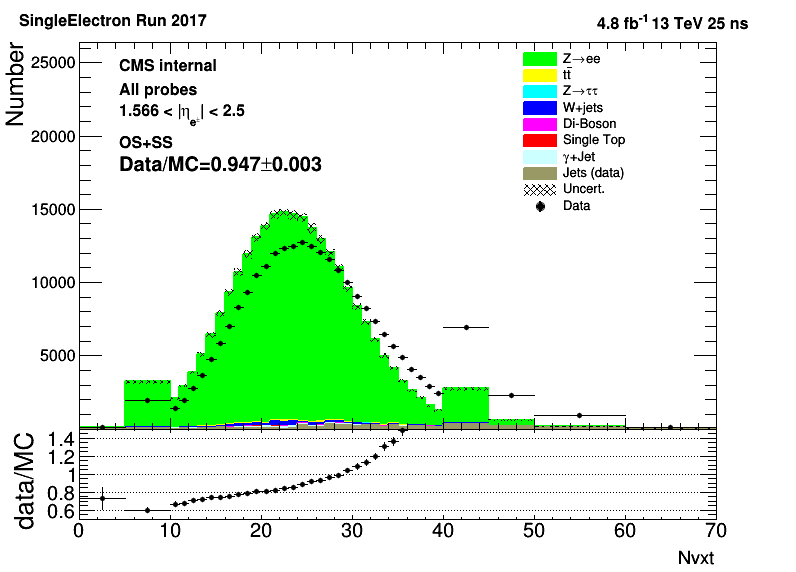 SingleElectron Run 2017
4.8 fb⁻¹ 13 TeV 25 ns
Number
25000
20000
15000
10000
5000
CMS internal
All probes
1.566 < |η_e±| < 2.5
OS+SS
Data/MC=0.947±0.003
Z→ee
tt̄
Z→ττ
W+jets
Di-Boson
Single Top
γ+Jet
Jets (data)
Uncert.
Data
data/MC
1.4
1.2
1
0.8
0.6
0 10 20 30 40 50 60 70
Nvxt